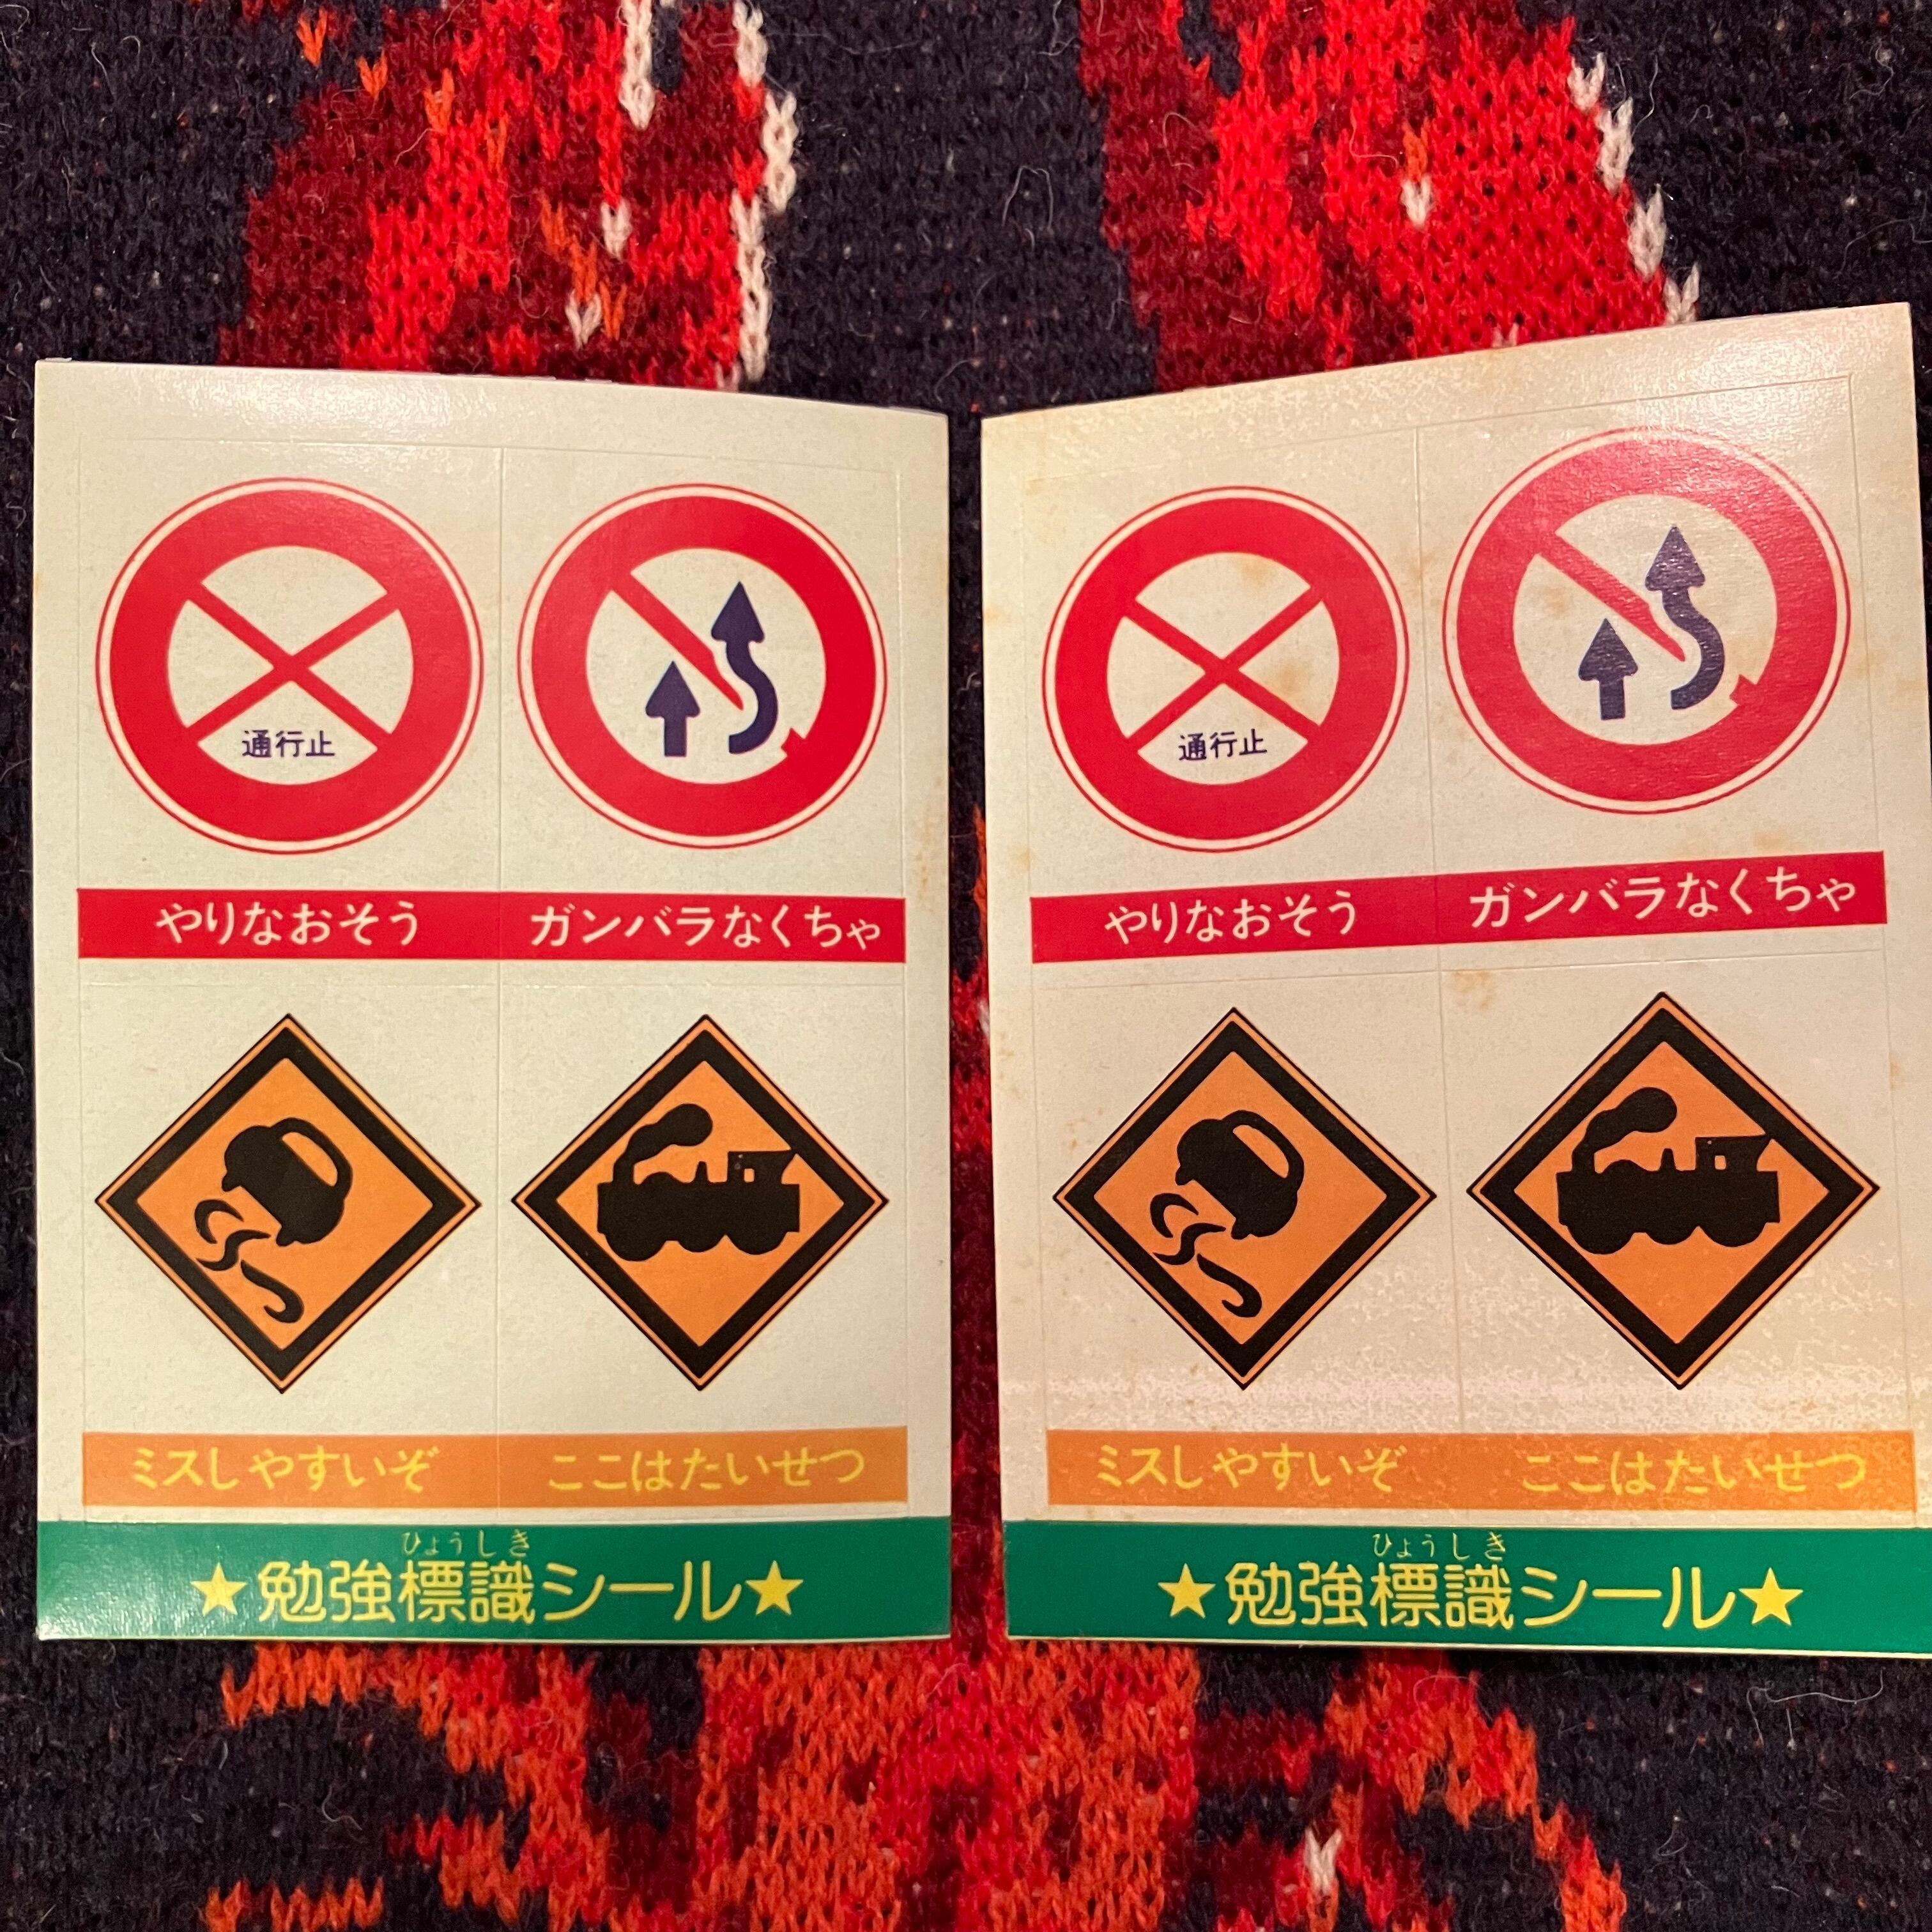 通行止
やりなおそう ガンバラなくちゃ
ミスしやすいぞ ここはたいせつ
ひょうしき
★勉強標識シール★
通行止
やりなおそう ガンバラなくちゃ
ミスしやすいぞ ここはたいせつ
ひょうしき
★勉強標識シール★